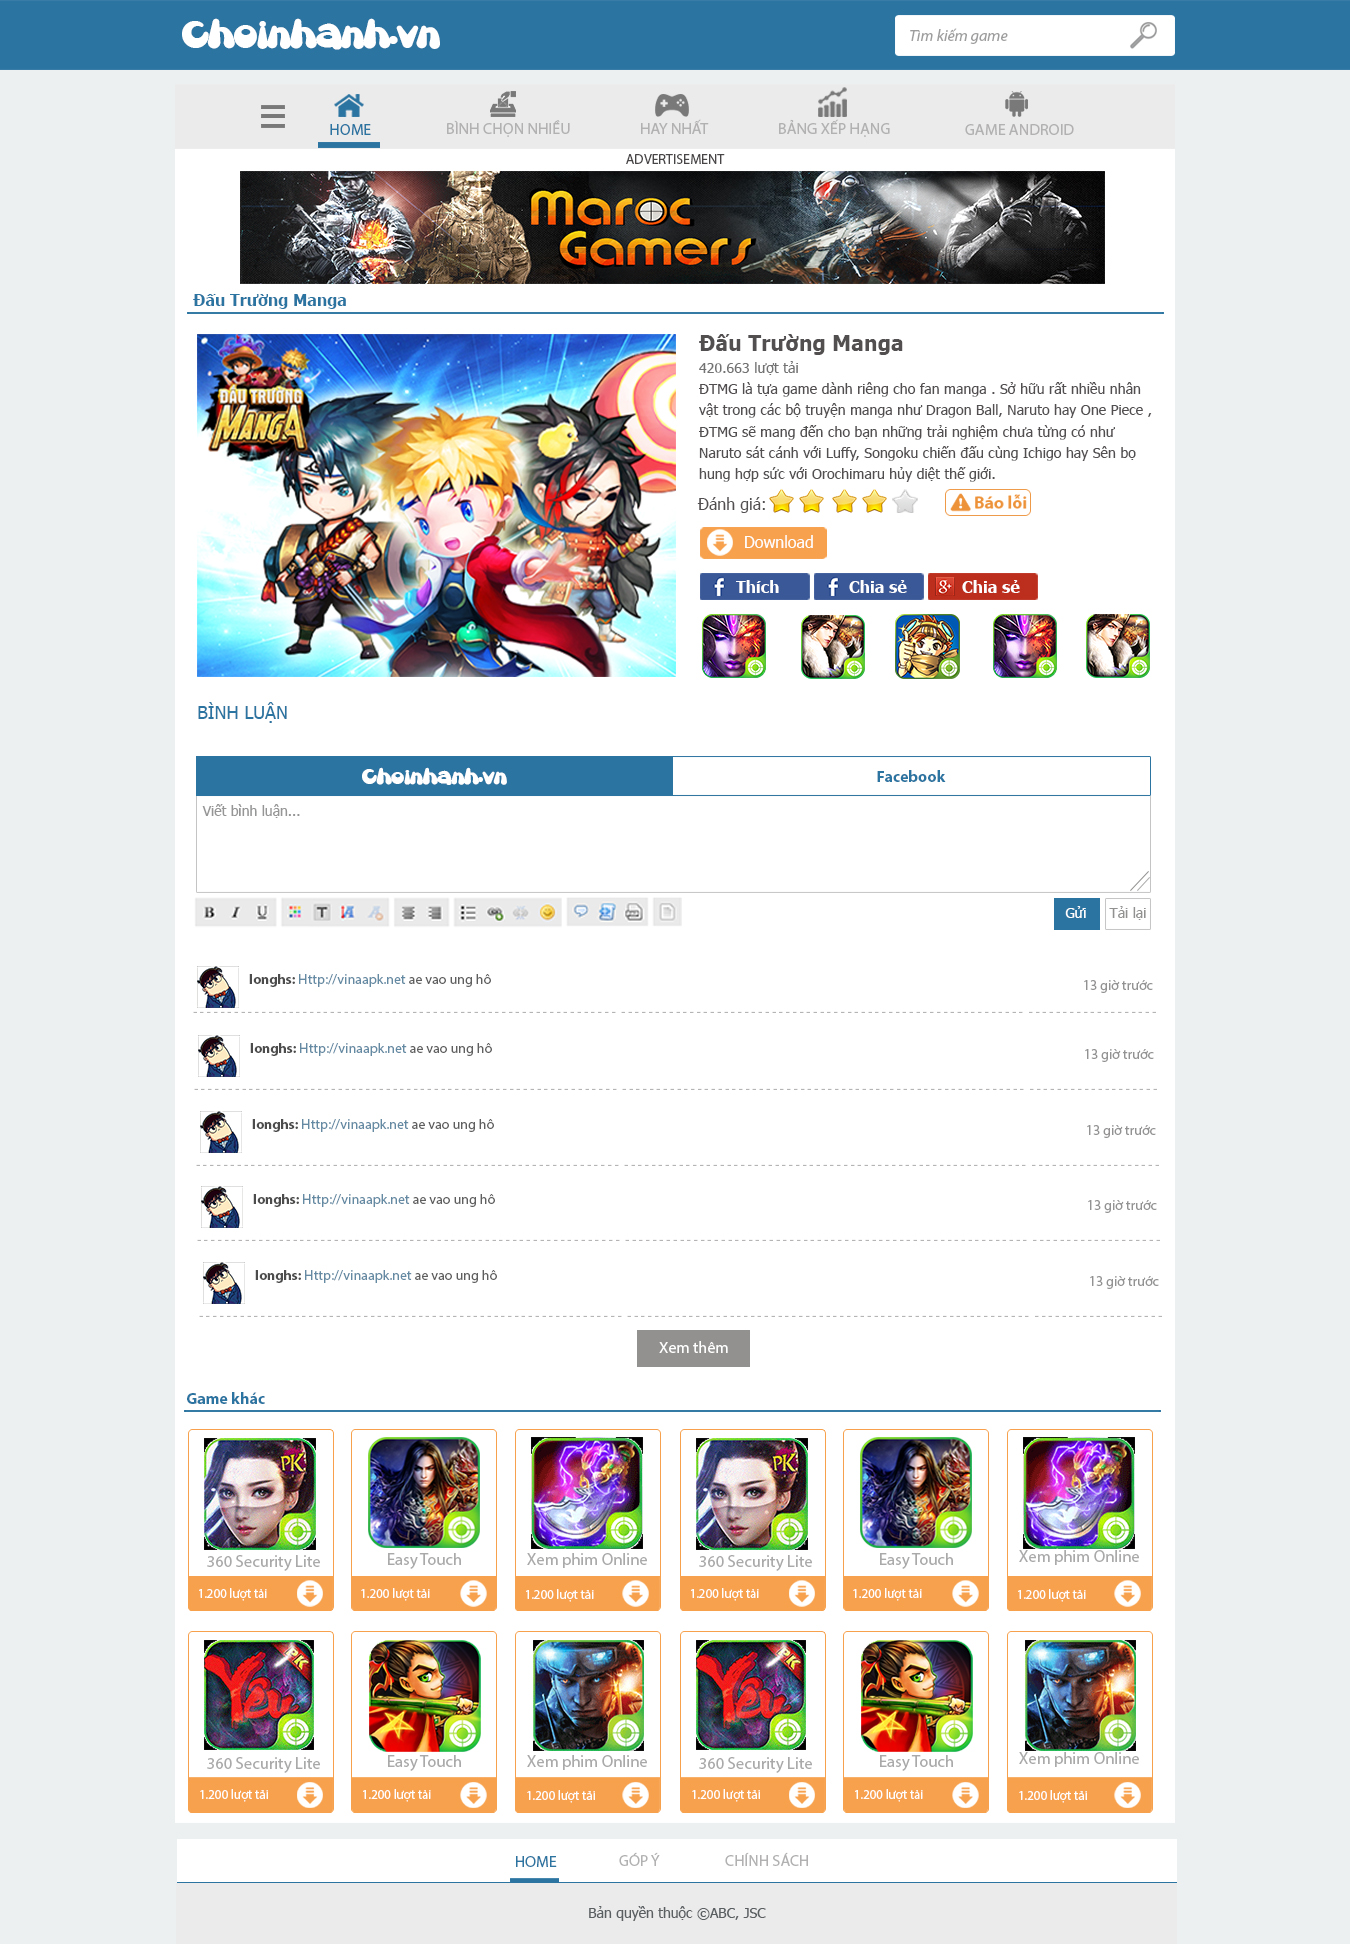 Choinhanh.vn
Tìm kiếm game
HOME
BÌNH CHỌN NHIỀU
HAY NHẤT
BẢNG XẾP HẠNG
GAME ANDROID
ADVERTISEMENT
Maroc
Gamers
Đấu Trường Manga
ĐẤU TRƯỜNG
MANGA
Đấu Trường Manga
420.663 lượt tải
ĐTMG là tựa game dành riêng cho fan manga . Sở hữu rất nhiều nhân
vật trong các bộ truyện manga như Dragon Ball, Naruto hay One Piece ,
ĐTMG sẽ mang đến cho bạn những trải nghiệm chưa từng có như
Naruto sát cánh với Luffy, Songoku chiến đấu cùng Ichigo hay Sên bọ
hung hợp sức với Orochimaru hủy diệt thế giới.
Đánh giá:
Báo lỗi
Download
f Thích
f Chia sẻ
g+ Chia sẻ
BÌNH LUẬN
Choinhanh.vn
Facebook
Viết bình luận...
B I U T A
Gửi
Tải lại
longhs: Http://vinaapk.net ae vao ung hô
13 giờ trước
longhs: Http://vinaapk.net ae vao ung hô
13 giờ trước
longhs: Http://vinaapk.net ae vao ung hô
13 giờ trước
longhs: Http://vinaapk.net ae vao ung hô
13 giờ trước
longhs: Http://vinaapk.net ae vao ung hô
13 giờ trước
Xem thêm
Game khác
PK
PK
360 Security Lite
Easy Touch
Xem phim Online
360 Security Lite
Easy Touch
Xem phim Online
1.200 lượt tải
1.200 lượt tải
1.200 lượt tải
1.200 lượt tải
1.200 lượt tải
1.200 lượt tải
PK
Yêu
PK
Yêu
360 Security Lite
Easy Touch
Xem phim Online
360 Security Lite
Easy Touch
Xem phim Online
1.200 lượt tải
1.200 lượt tải
1.200 lượt tải
1.200 lượt tải
1.200 lượt tải
1.200 lượt tải
HOME
GÓP Ý
CHÍNH SÁCH
Bản quyền thuộc ©ABC, JSC